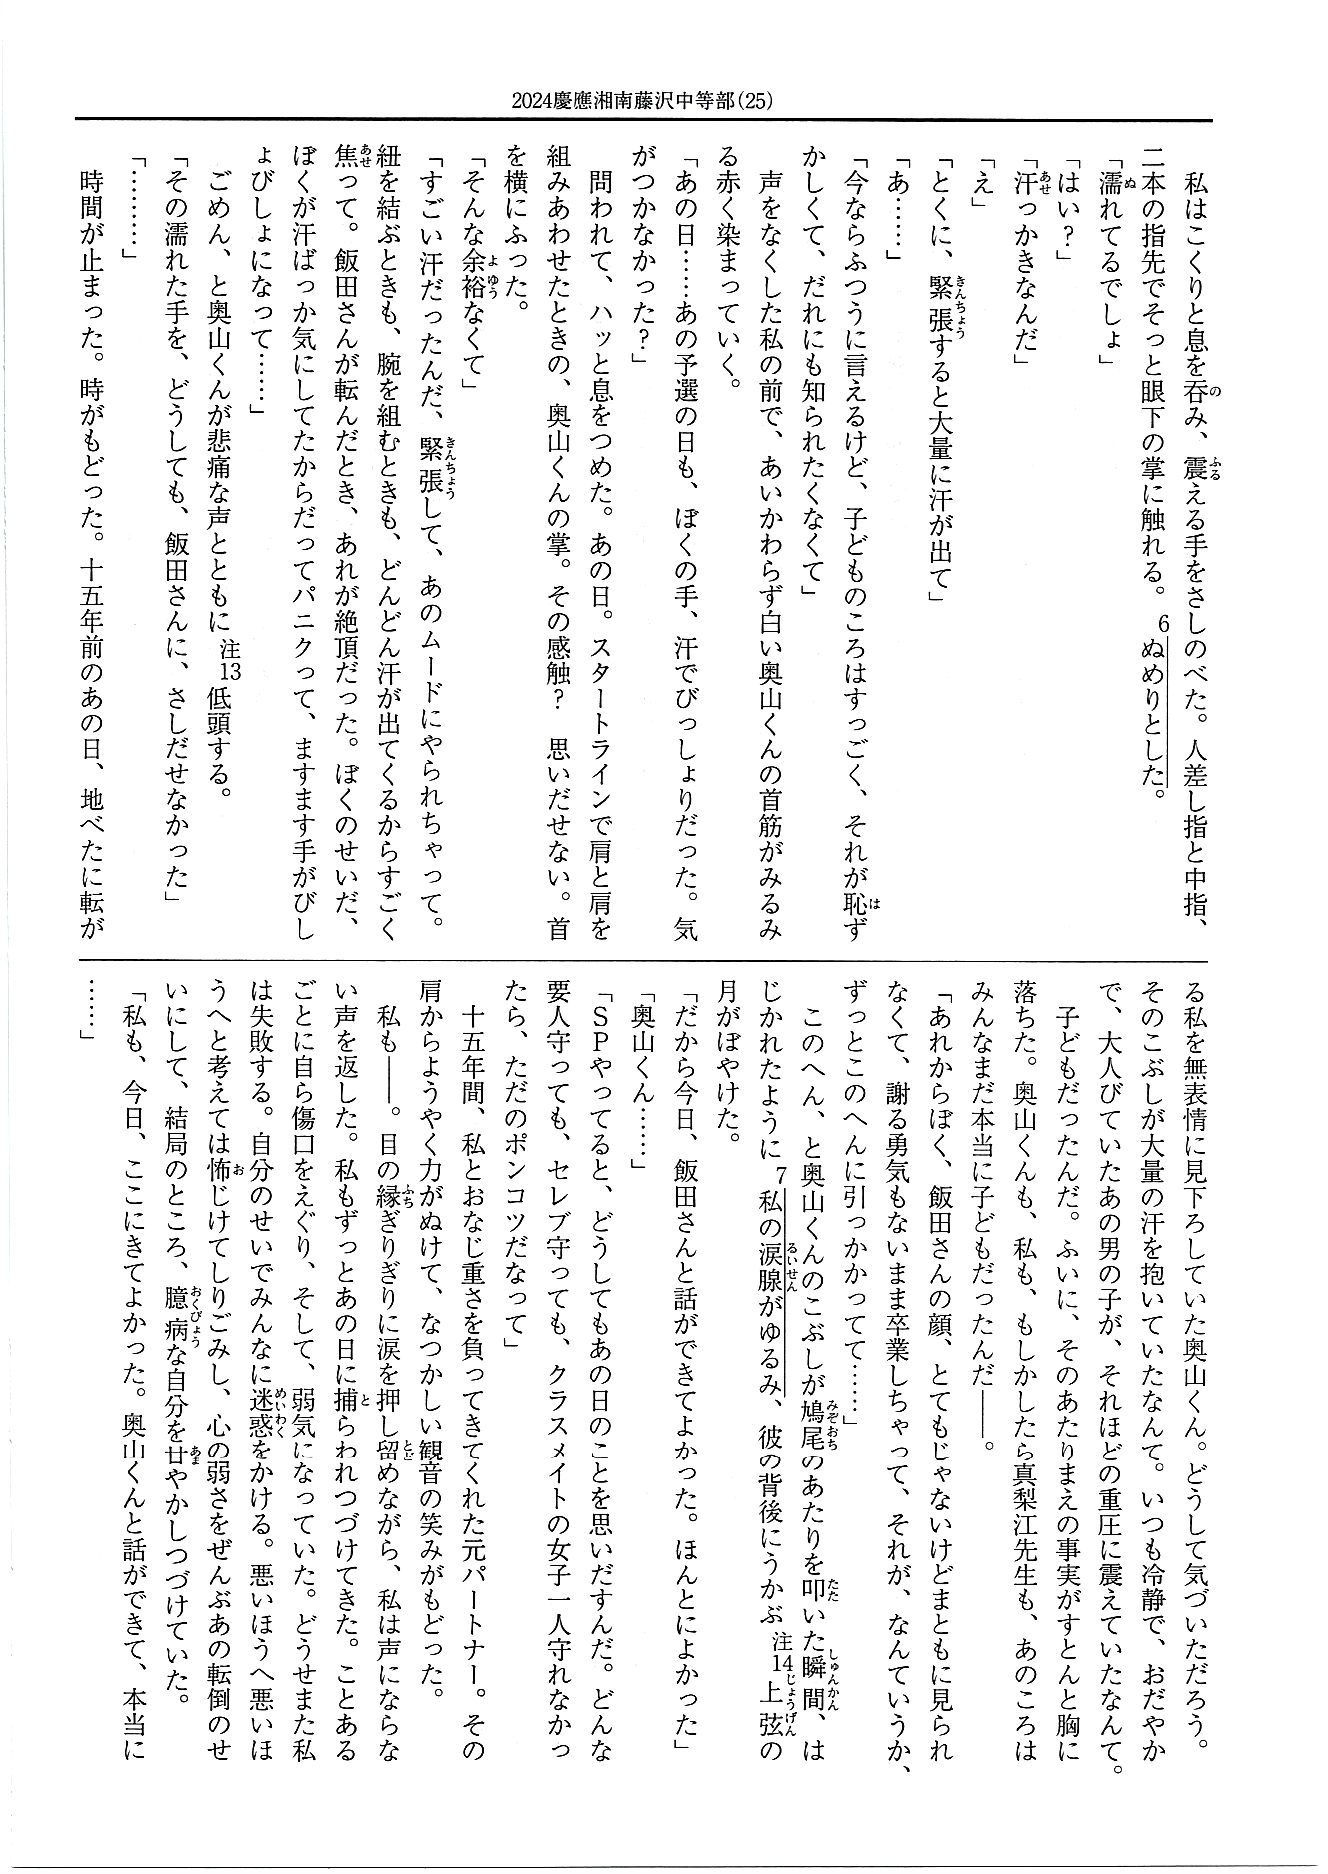 2024慶應湘南藤沢中等部(25)
私はこくりと息を呑み、震える手をさしのべた。人差し指と中指、
二本の指先でそっと眼下の掌に触れる。6ぬめりとした。
「濡れてるでしょ」
「はい？」
「汗っかきなんだ」
「え」
「とくに、緊張すると大量に汗が出て」
「あ……」
「今ならふつうに言えるけど、子どものころはすっごく、それが恥ず
かしくて、だれにも知られたくなくて」
声をなくした私の前で、あいかわらず白い奥山くんの首筋がみるみ
る赤く染まっていく。
「あの日……あの予選の日も、ぼくの手、汗でびっしょりだった。気
がつかなかった？」
問われて、ハッと息をつめた。あの日。スタートラインで肩と肩を
組みあわせたときの、奥山くんの掌。その感触？　思いだせない。首
を横にふった。
「そんな余裕なくて」
「すごい汗だったんだ、緊張して、あのムードにやられちゃって。
紐を結ぶときも、腕を組むときも、どんどん汗が出てくるからすごく
焦って。飯田さんが転んだとき、あれが絶頂だった。ぼくのせいだ、
ぼくが汗ばっか気にしてたからだってパニクって、ますます手がびし
ょびしょになって……」
ごめん、と奥山くんが悲痛な声とともに注13低頭する。
「その濡れた手を、どうしても、飯田さんに、さしだせなかった」
「………」
時間が止まった。時がもどった。十五年前のあの日、地べたに転が
る私を無表情に見下ろしていた奥山くん。どうして気づいただろう。
そのこぶしが大量の汗を抱いていたなんて。いつも冷静で、おだやか
で、大人びていたあの男の子が、それほどの重圧に震えていたなんて。
子どもだったんだ。ふいに、そのあたりまえの事実がすとんと胸に
落ちた。奥山くんも、私も、もしかしたら真梨江先生も、あのころは
みんなまだ本当に子どもだったんだ――。
「あれからぼく、飯田さんの顔、とてもじゃないけどまともに見られ
なくて、謝る勇気もないまま卒業しちゃって、それが、なんていうか、
ずっとこのへんに引っかかってて……」
このへん、と奥山くんのこぶしが鳩尾のあたりを叩いた瞬間、は
じかれたように7私の涙腺がゆるみ、彼の背後にうかぶ注14上弦の
月がぼやけた。
「だから今日、飯田さんと話ができてよかった。ほんとによかった」
「奥山くん……」
「ＳＰやってると、どうしてもあの日のことを思いだすんだ。どんな
要人守っても、セレブ守っても、クラスメイトの女子一人守れなかっ
たら、ただのポンコツだなって」
十五年間、私とおなじ重さを負ってきてくれた元パートナー。その
肩からようやく力がぬけて、なつかしい観音の笑みがもどった。
私も――。目の縁ぎりぎりに涙を押し留めながら、私は声にならな
い声を返した。私もずっとあの日に捕らわれつづけてきた。ことある
ごとに自ら傷口をえぐり、そして、弱気になっていた。どうせまた私
は失敗する。自分のせいでみんなに迷惑をかける。悪いほうへ悪いほ
うへと考えては怖じけてしりごみし、心の弱さをぜんぶあの転倒のせ
いにして、結局のところ、臆病な自分を甘やかしつづけていた。
「私も、今日、ここにきてよかった。奥山くんと話ができて、本当に
……」